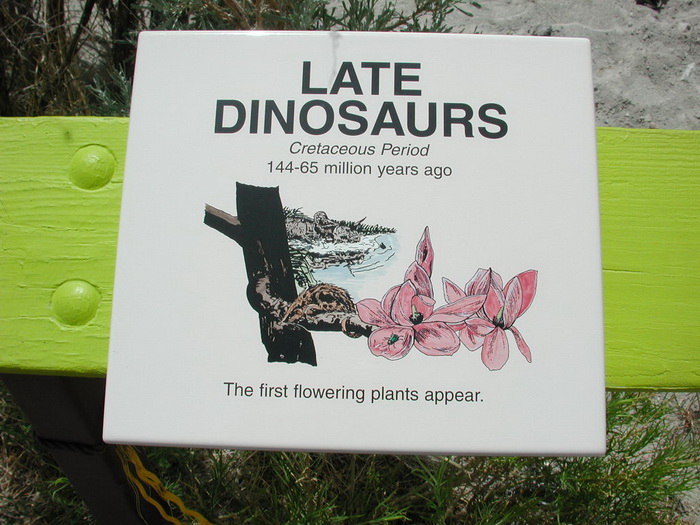 LATE
DINOSAURS
Cretaceous Period
144-65 million years ago
The first flowering plants appear.